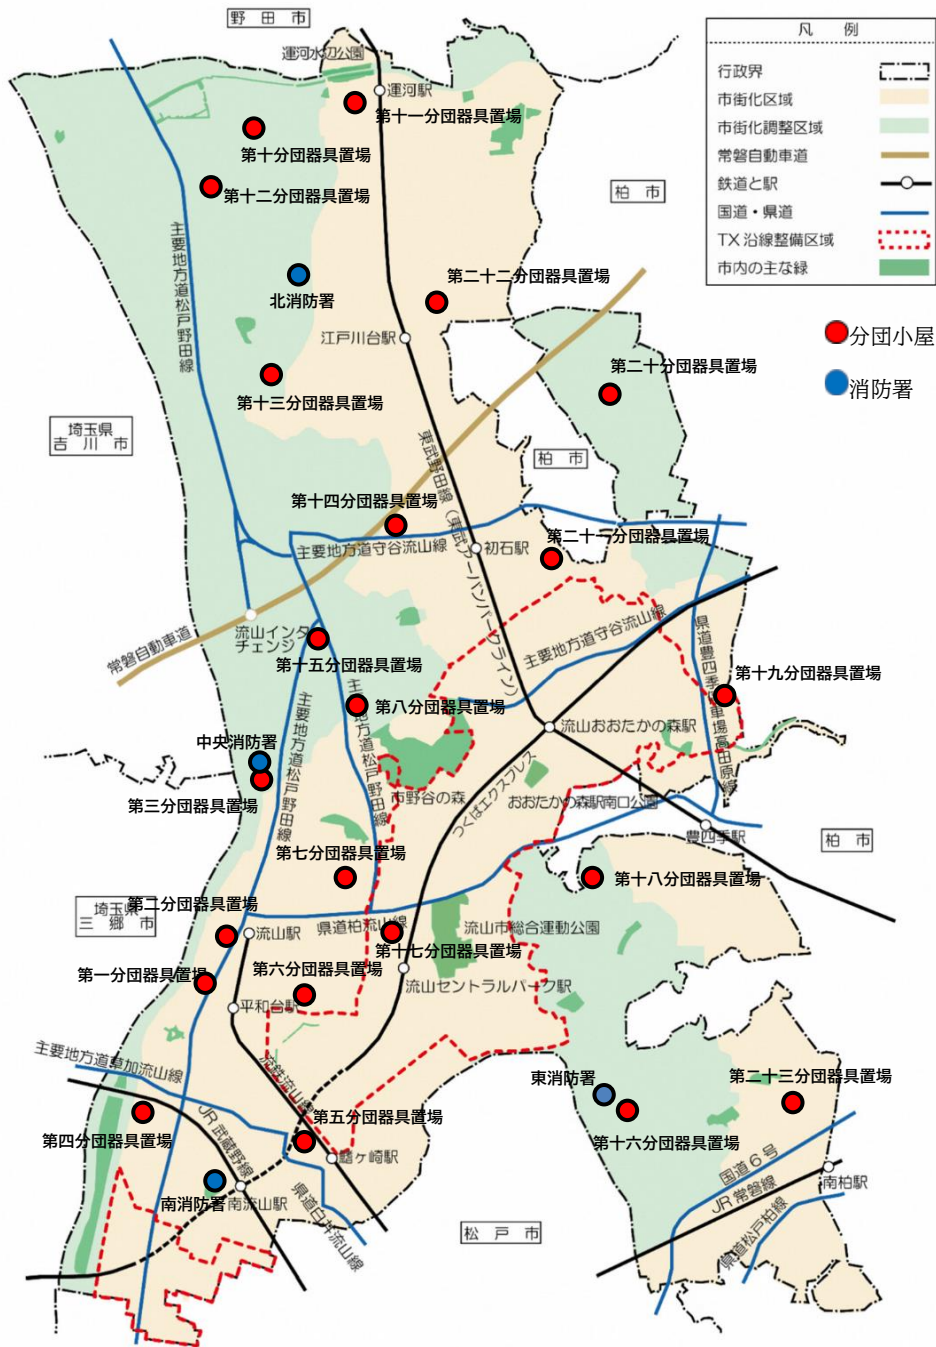 野田市
凡例
運河水辺公園
行政界
運河駅
市街化区域
第十一分団器具置場
市街化調整区域
第十分団器具置場
常磐自動車道
鉄道と駅
第十二分団器具置場
柏市
国道・県道
TX沿線整備区域
主要地方道松戸野田線
市内の主な緑
北消防署
第二十二分団器具置場
江戸川台駅
分団小屋
第二十分団器具置場
第十三分団器具置場
消防署
埼玉県
吉川市
東武野田線（東武アーバンパークライン）
柏市
第十四分団器具置場
主要地方道守谷流山線
初石駅
第二十一分団器具置場
流山インター
チェンジ
常磐自動車道
主要地方道守谷流山線
県道豊四季停車場高田原線
第十五分団器具置場
第十九分団器具置場
主要地方道松戸野田線
主要地方道松戸野田線
第八分団器具置場
流山おおたかの森駅
中央消防署
つくばエクスプレス
第三分団器具置場
市野谷の森
おおたかの森駅南口公園
豊四季駅
柏市
第七分団器具置場
第十八分団器具置場
埼玉県
三郷市
第二分団器具置場
流山駅
県道柏流山線
流山市総合運動公園
第十七分団器具置場
第一分団器具置場
第六分団器具置場
流山セントラルパーク駅
平和台駅
主要地方道草加流山線
流鉄流山線
東消防署
第二十三分団器具置場
第四分団器具置場
JR武蔵野線
第五分団器具置場
第十六分団器具置場
鰭ヶ崎駅
国道6号
南柏駅
南消防署
南流山駅
県道白井流山線
JR常磐線
県道松戸柏線
松戸市